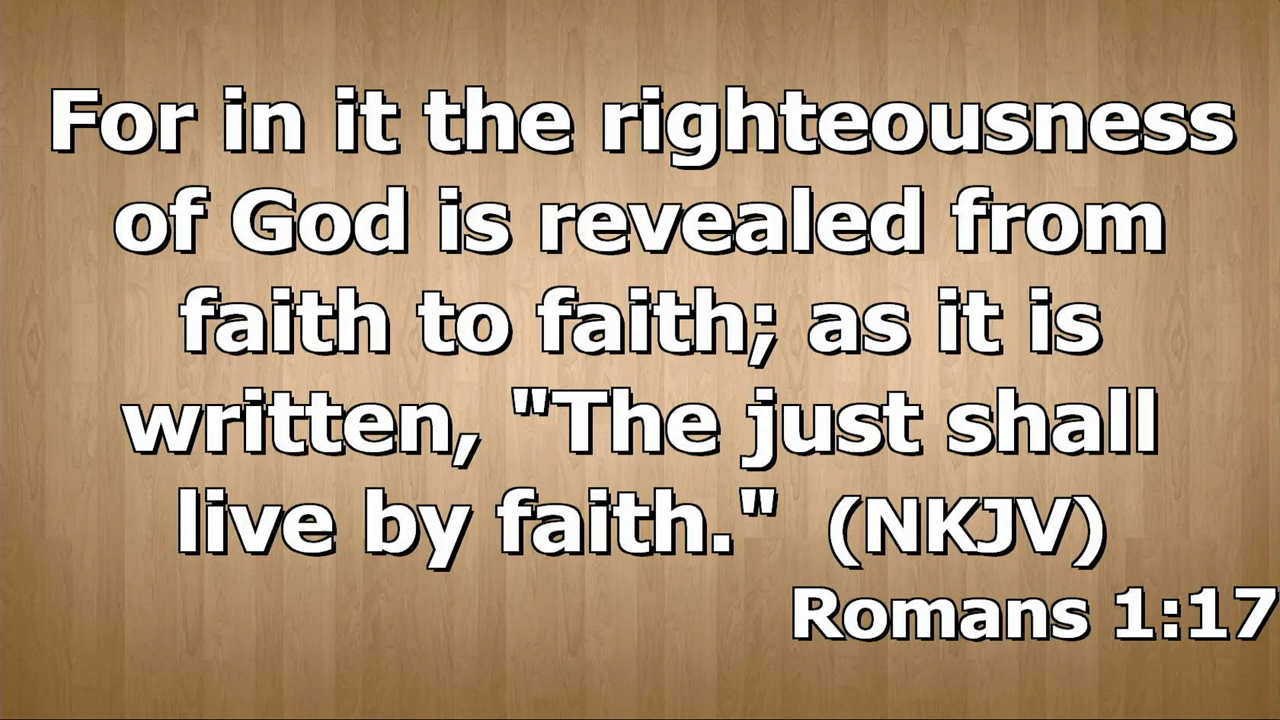 For in it the righteousness
of God is revealed from
faith to faith; as it is
written, "The just shall
live by faith." (NKJV)
Romans 1:17